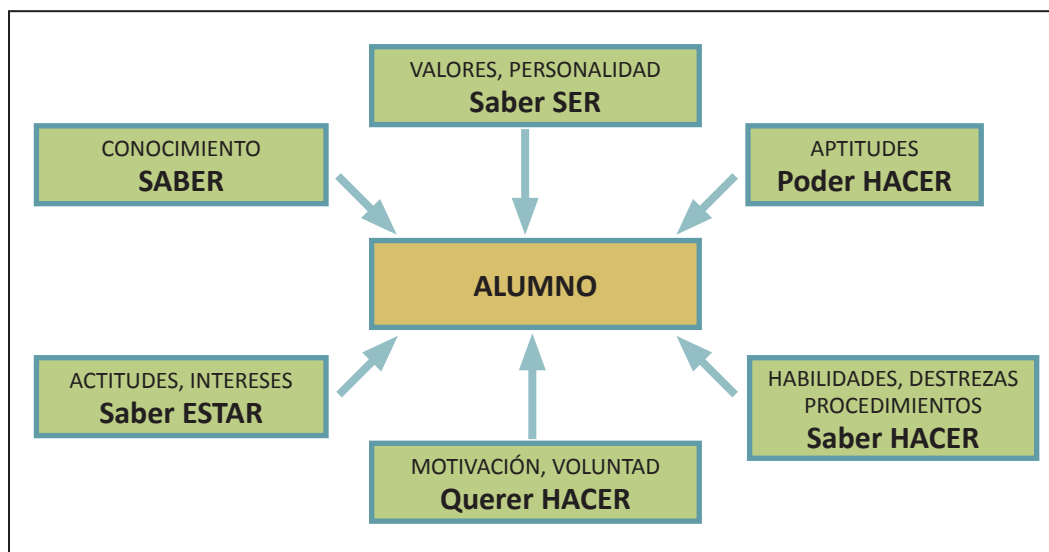 VALORES, PERSONALIDAD
Saber SER
CONOCIMIENTO
SABER
APTITUDES
Poder HACER
ALUMNO
ACTITUDES, INTERESES
Saber ESTAR
HABILIDADES, DESTREZAS
PROCEDIMIENTOS
Saber HACER
MOTIVACIÓN, VOLUNTAD
Querer HACER